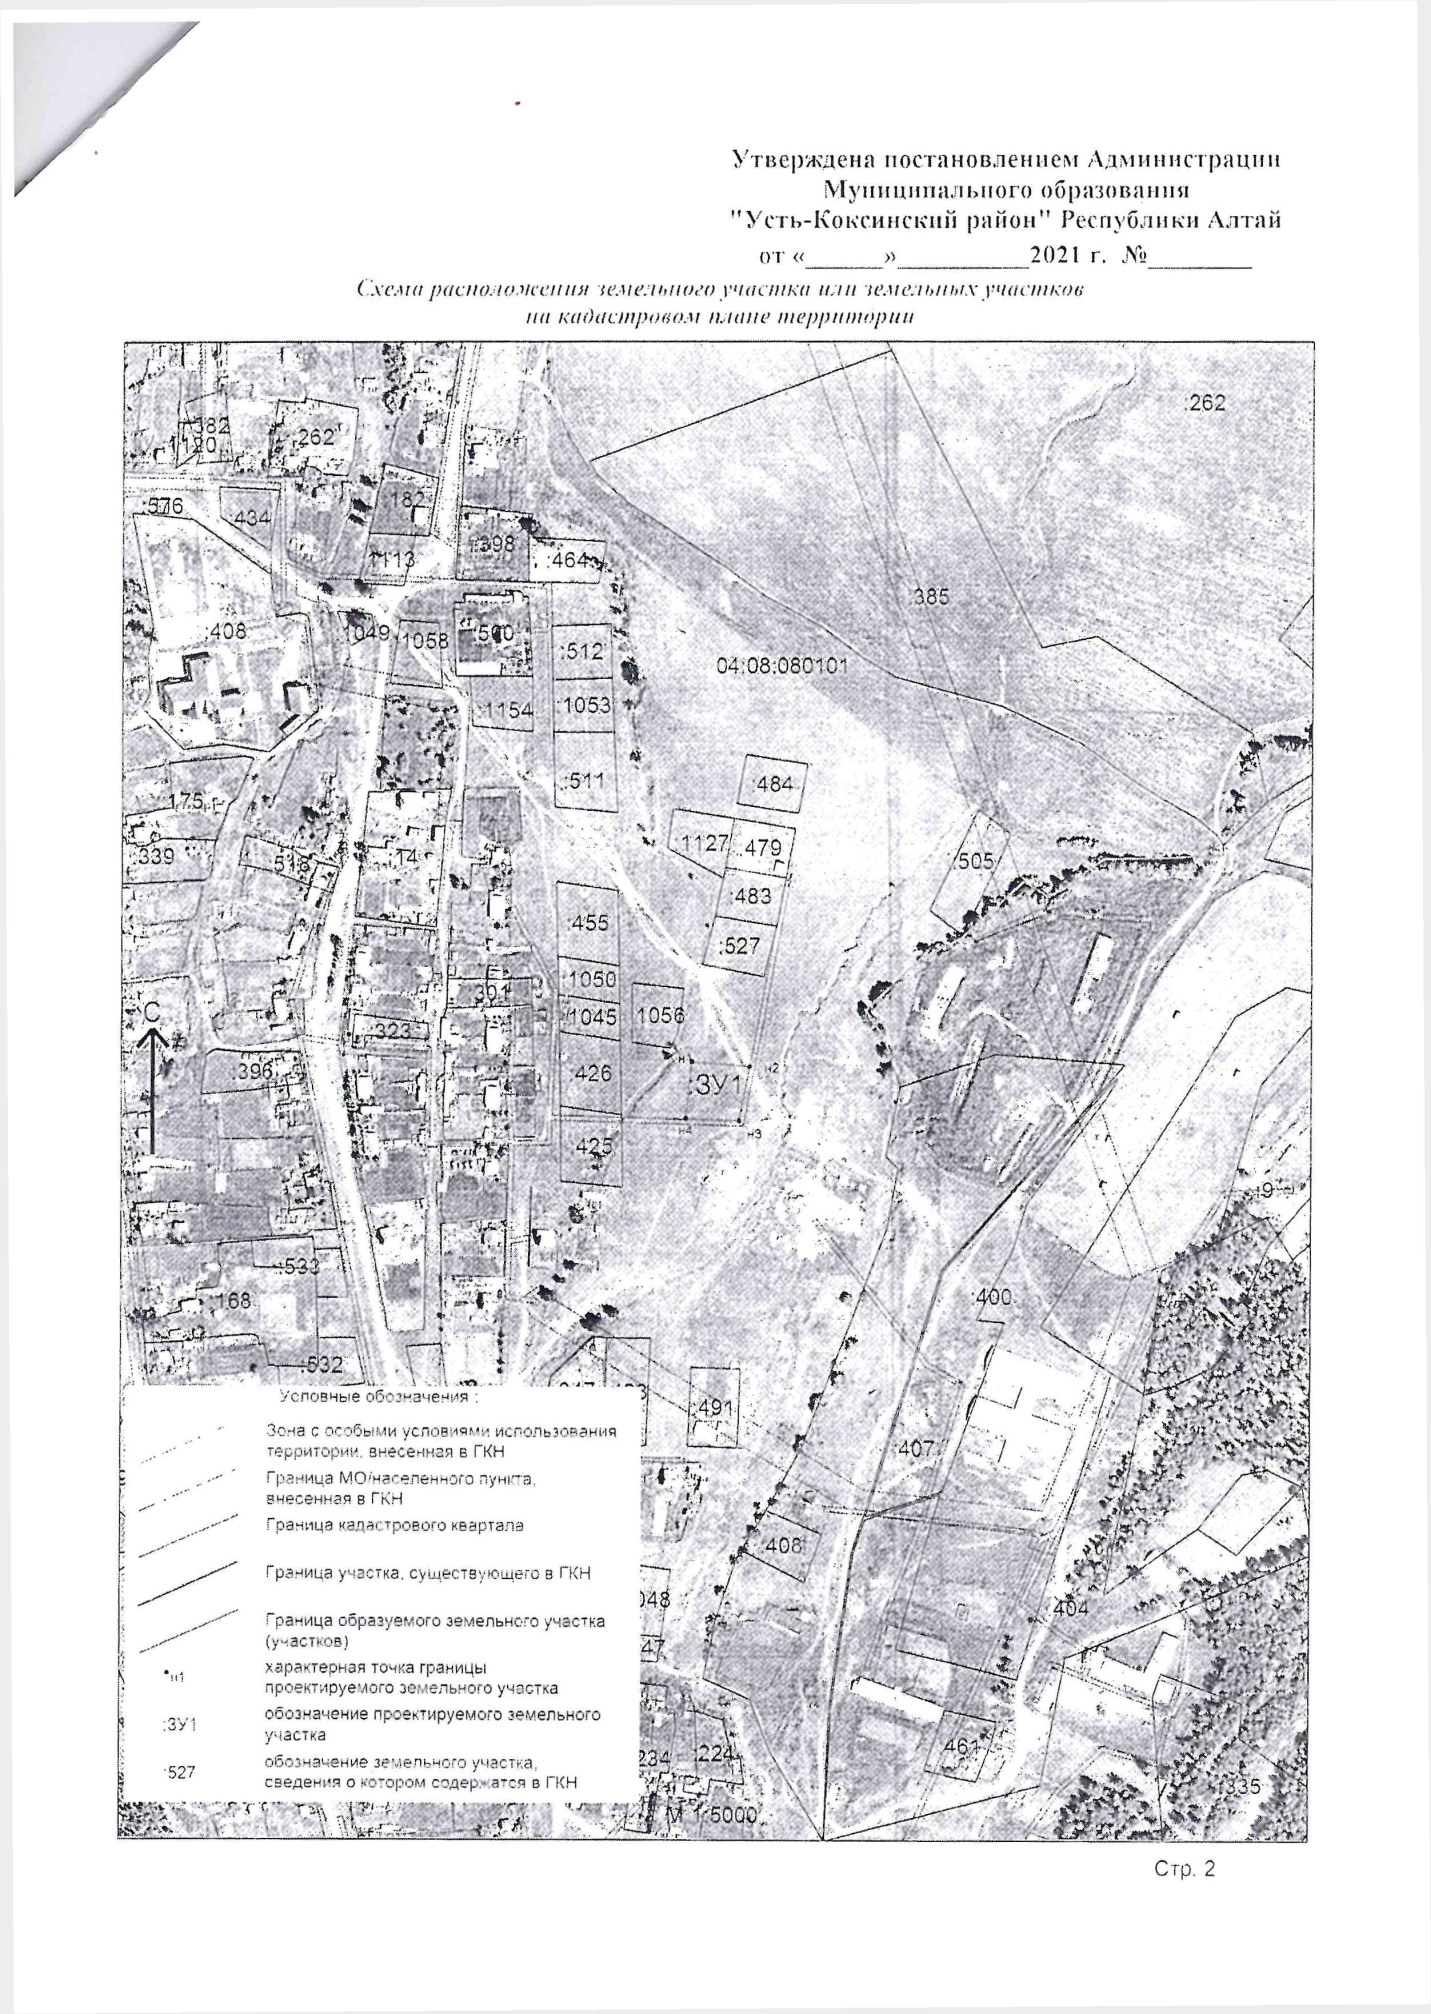 Утверждена постановлением Администрации
Муниципального образования
"Усть-Коксинский район" Республики Алтай
от «______»__________2021 г. №________
Схема расположения земельного участка или земельных участков
на кадастровом плане территории
:262
:382
1120
:262
:576
:434
:182
1113
:398
:464
:385
:408
1049
1058
:500
:512
04:08:080101
1154
:1053
:511
:484
175
:339
:518
:14
1127
:479
:505
:483
:455
:527
:1050
:1045
1056
С
:323
:396
:426
н1
н2
:ЗУ1
н4
н3
:425
:9
:533
:168
:400
:532
:491
:407
:408
048
47
:404
234
:224
:461
:335
М 1:5000
Условные обозначения :
Зона с особыми условиями использования
территории, внесенная в ГКН
Граница МО/населенного пункта,
внесенная в ГКН
Граница кадастрового квартала
Граница участка, существующего в ГКН
Граница образуемого земельного участка
(участков)
н1 характерная точка границы
проектируемого земельного участка
:ЗУ1 обозначение проектируемого земельного
участка
:527 обозначение земельного участка,
сведения о котором содержатся в ГКН
Стр. 2